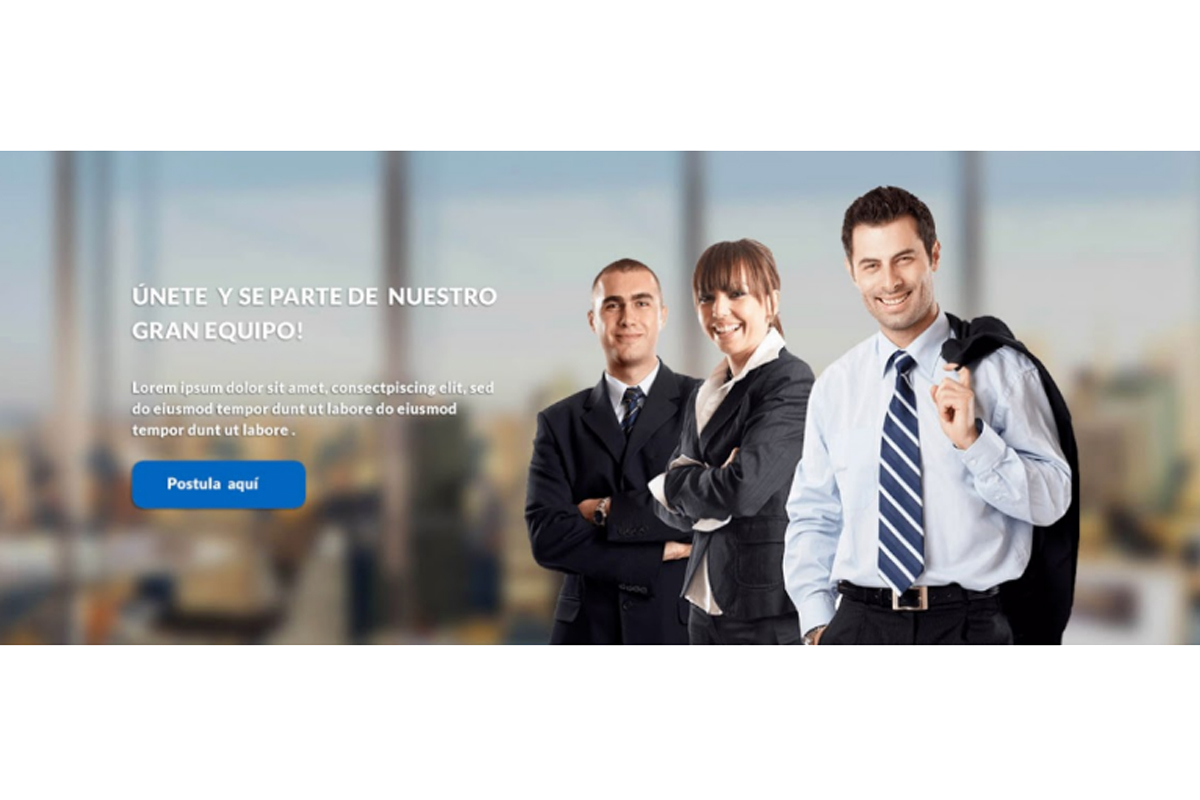 ÚNETE Y SE PARTE DE NUESTRO
GRAN EQUIPO!
Lorem ipsum dolor sit amet, consectpiscing elit, sed
do eiusmod tempor dunt ut labore do eiusmod
tempor dunt ut labore .
Postula aquí